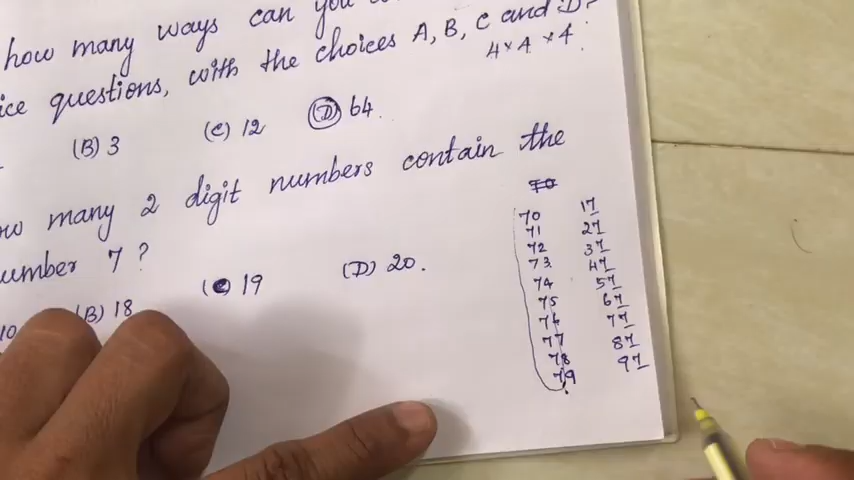 how many ways can you
ice questions, with the choices A, B, C and D?
4 × 4 × 4
(B) 3 (C) 12 (D) 64.
w many 2 digit numbers contain the
umber 7 ?
10 (B) 18 (C) 19 (D) 20.
70 17
71 27
72 37
73 47
74 57
75 67
76 77
77 87
78 97
79